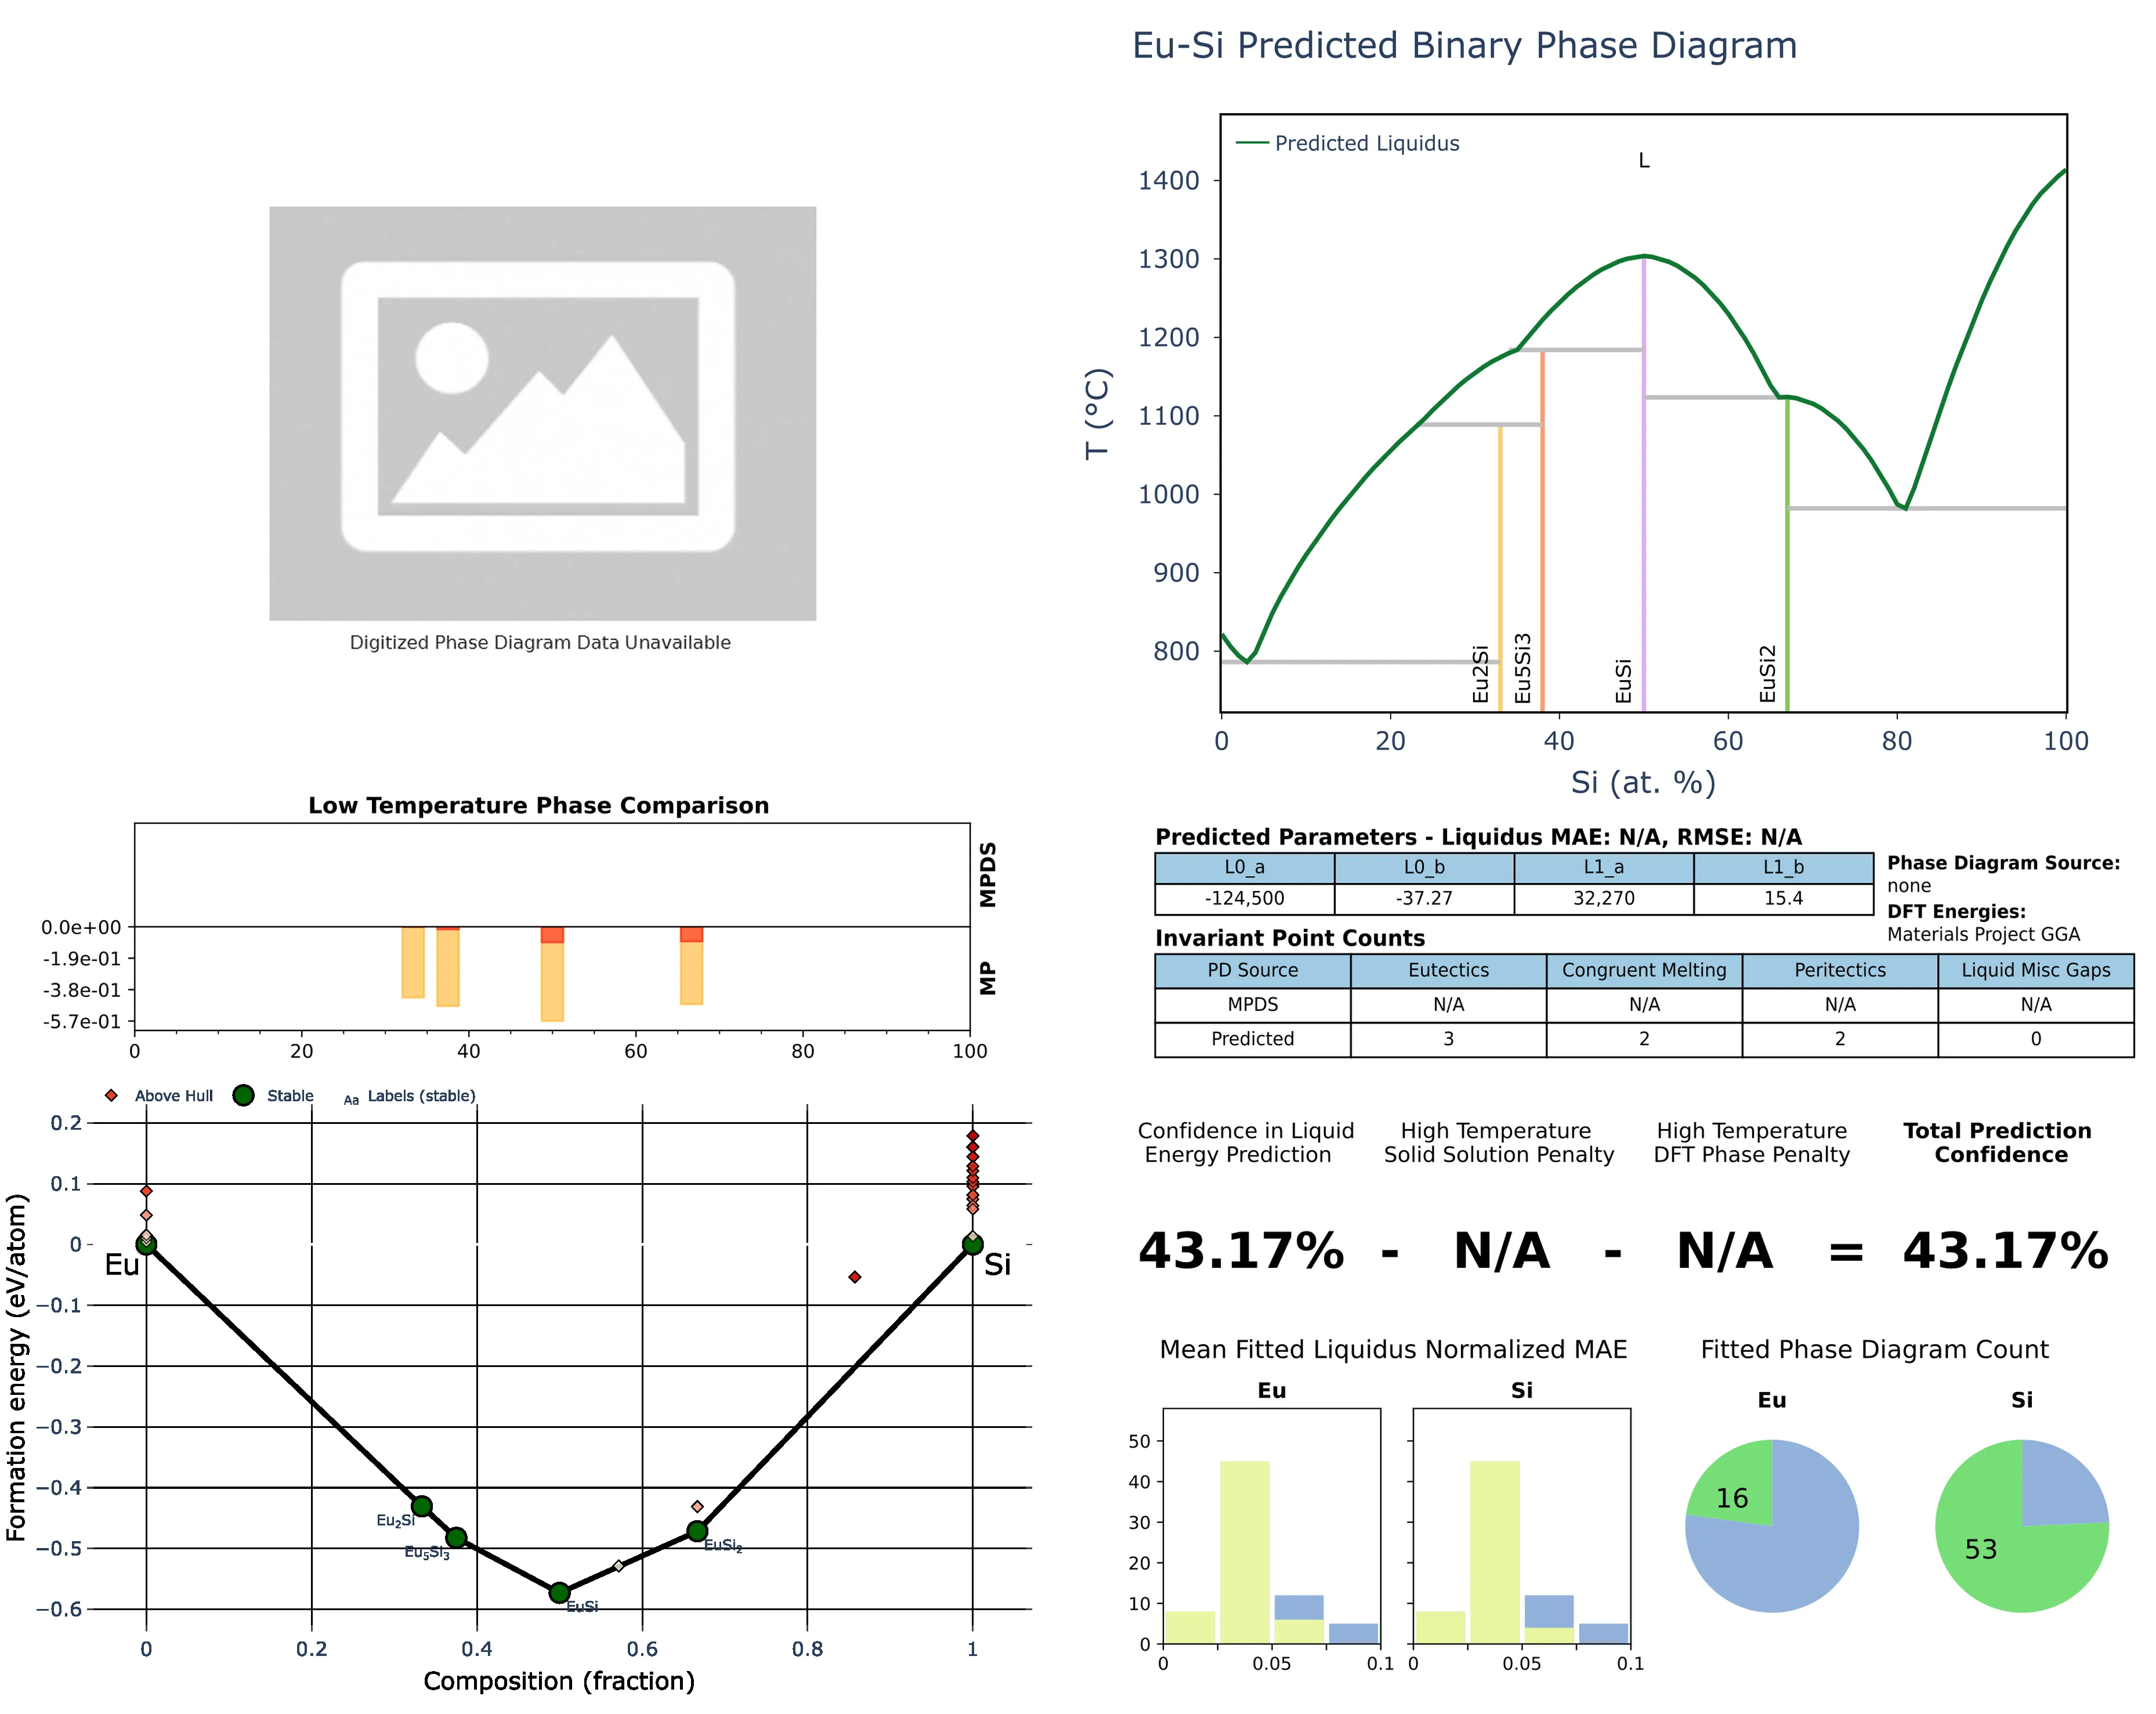 Eu-Si Predicted Binary Phase Diagram
Digitized Phase Diagram Data Unavailable
Predicted Liquidus
L
T (°C)
1400
1300
1200
1100
1000
900
800
Eu2Si
Eu5Si3
EuSi
EuSi2
0 20 40 60 80 100
Si (at. %)
Low Temperature Phase Comparison
MPDS
MP
0.0e+00
-1.9e-01
-3.8e-01
-5.7e-01
0 20 40 60 80 100
Predicted Parameters - Liquidus MAE: N/A, RMSE: N/A
L0_a L0_b L1_a L1_b
-124,500 -37.27 32,270 15.4
Phase Diagram Source:
none
DFT Energies:
Materials Project GGA
Invariant Point Counts
PD Source Eutectics Congruent Melting Peritectics Liquid Misc Gaps
MPDS N/A N/A N/A N/A
Predicted 3 2 2 0
Above Hull Stable Aa Labels (stable)
Formation energy (eV/atom)
0.2
0.1
0
−0.1
−0.2
−0.3
−0.4
−0.5
−0.6
Eu
Si
Eu₂Si
Eu₅Si₃
EuSi
EuSi₂
0 0.2 0.4 0.6 0.8 1
Composition (fraction)
Confidence in Liquid
Energy Prediction
High Temperature
Solid Solution Penalty
High Temperature
DFT Phase Penalty
Total Prediction
Confidence
43.17% - N/A - N/A = 43.17%
Mean Fitted Liquidus Normalized MAE
Eu
Si
50
40
30
20
10
0
0 0.05 0.1
0 0.05 0.1
Fitted Phase Diagram Count
Eu
Si
16
53